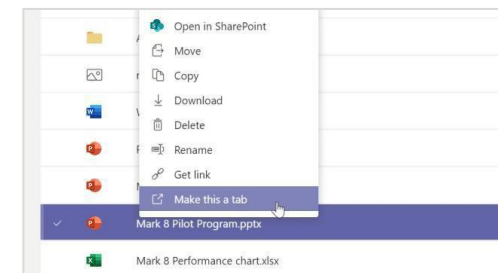 Open in SharePoint
Move
Copy
Download
Delete
Rename
Get link
Make this a tab
Mark 8 Pilot Program.pptx
Mark 8 Performance chart.xlsx